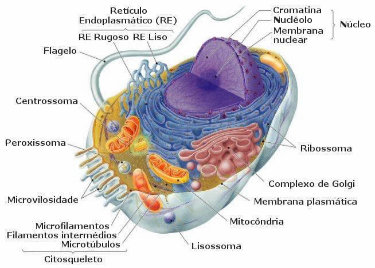 Retículo
Endoplasmático (RE)
RE Rugoso RE Liso
Flagelo
Centrossoma
Peroxissoma
Microvilosidade
Microfilamentos
Filamentos intermédios
Microtúbulos
Citosqueleto
Cromatina
Nucléolo
Membrana
nuclear
Núcleo
Ribossoma
Complexo de Golgi
Membrana plasmática
Mitocôndria
Lisossoma